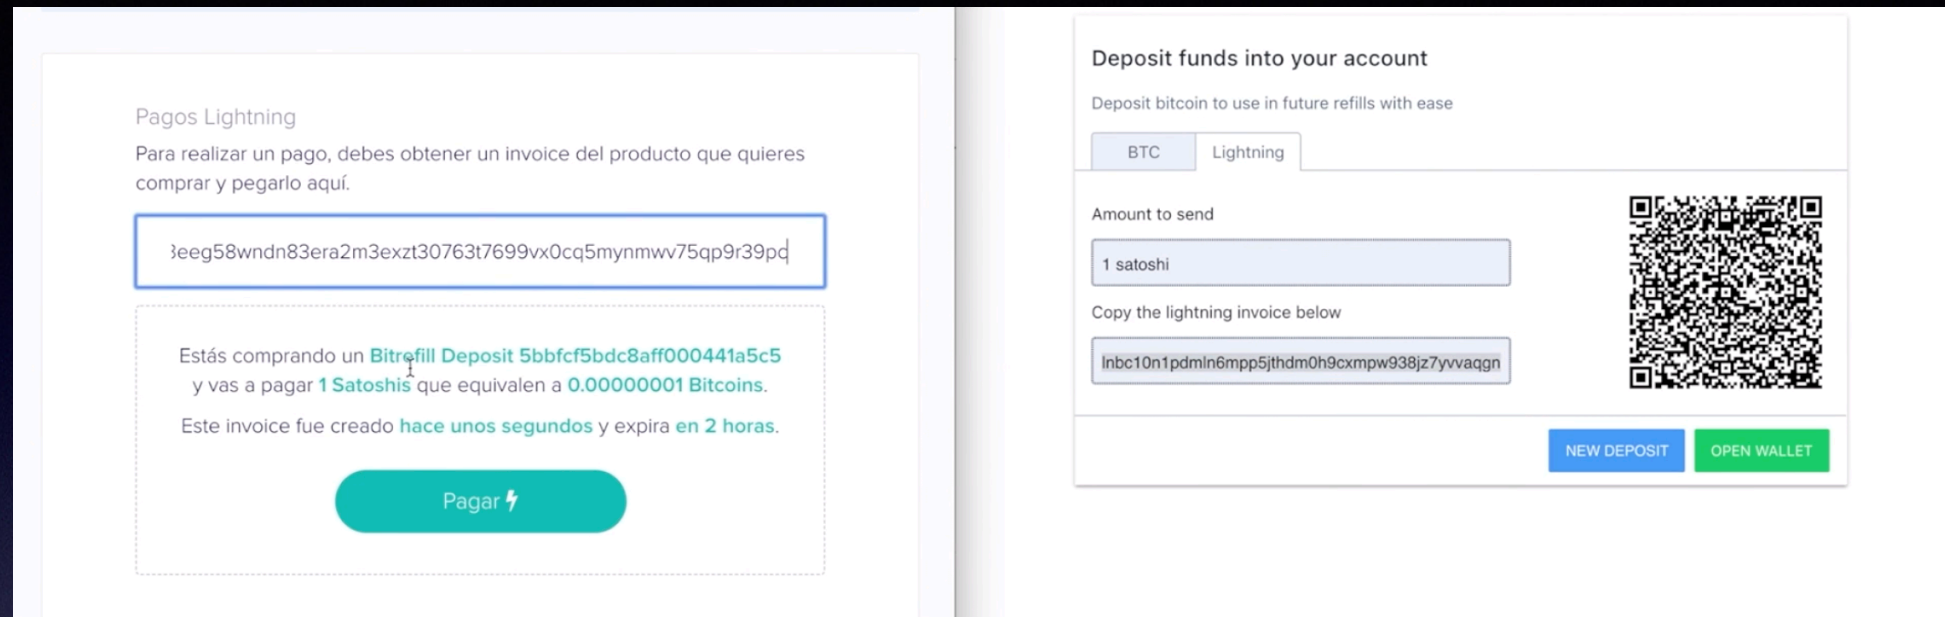 Pagos Lightning
Para realizar un pago, debes obtener un invoice del producto que quieres
comprar y pegarlo aquí.
3eeg58wndn83era2m3exzt30763t7699vx0cq5mynmwv75qp9r39pc
Estás comprando un Bitrefill Deposit 5bbfcf5bdc8aff000441a5c5
y vas a pagar 1 Satoshis que equivalen a 0.00000001 Bitcoins.
Este invoice fue creado hace unos segundos y expira en 2 horas.
Pagar
Deposit funds into your account
Deposit bitcoin to use in future refills with ease
BTC
Lightning
Amount to send
1 satoshi
Copy the lightning invoice below
lnbc10n1pdmln6mpp5jthdm0h9cxmpw938jz7yvvaqgn
NEW DEPOSIT
OPEN WALLET